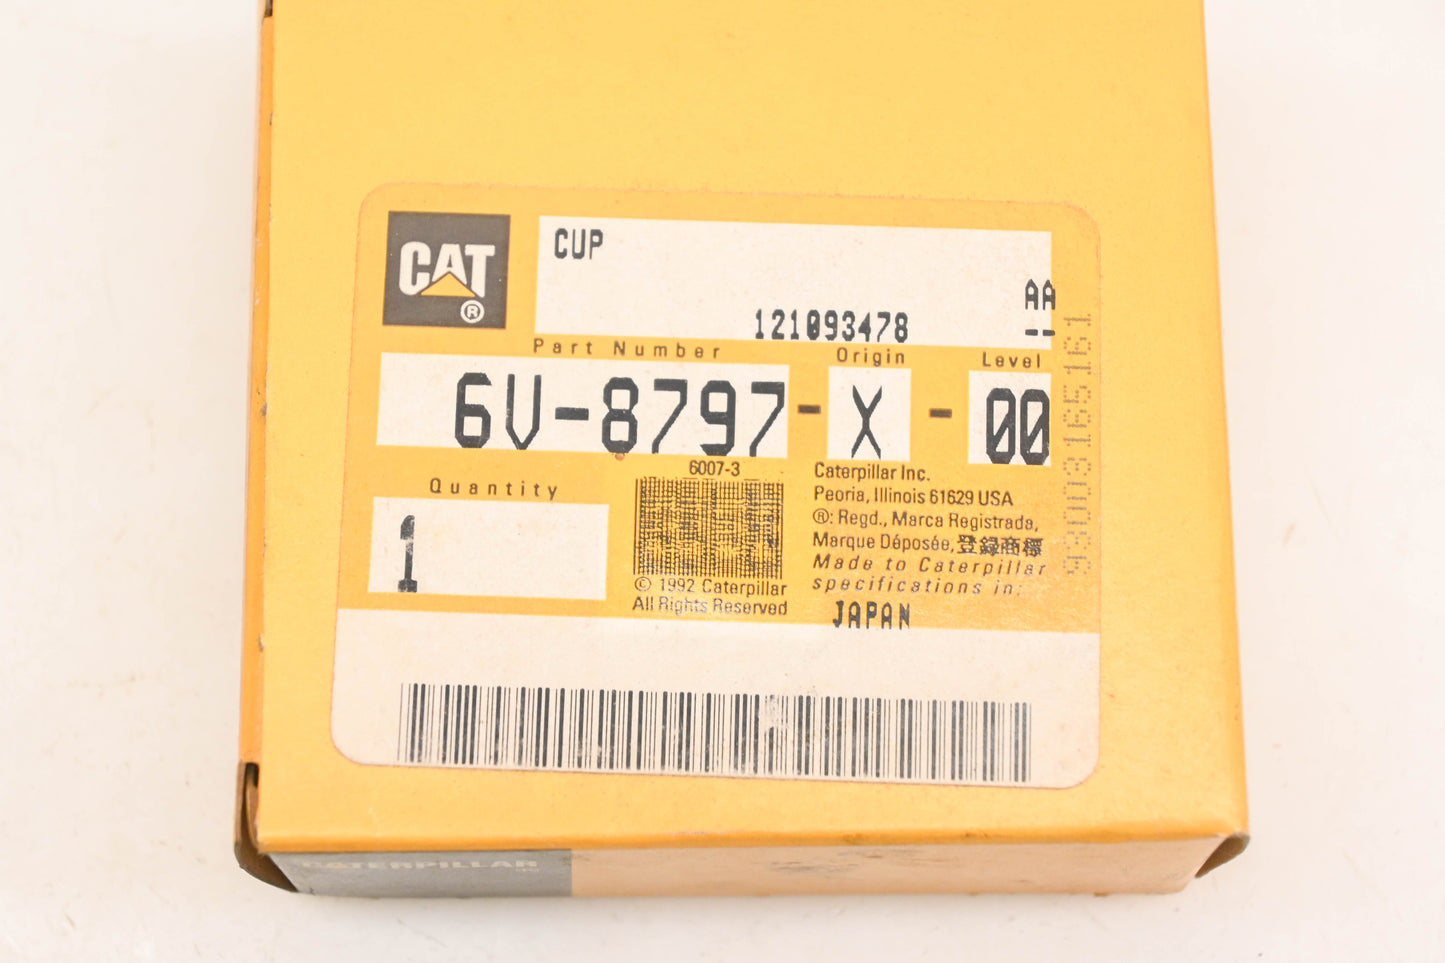 CAT®
CUP
AA
121093478 --
Part Number Origin Level
6V-8797-X-00
Quantity
1
6007-3
© 1992 Caterpillar
All Rights Reserved
Caterpillar Inc.
Peoria, Illinois 61629 USA
®: Regd., Marca Registrada,
Marque Déposée, 登録商標
Made to Caterpillar
specifications in:
JAPAN
CATERPILLAR